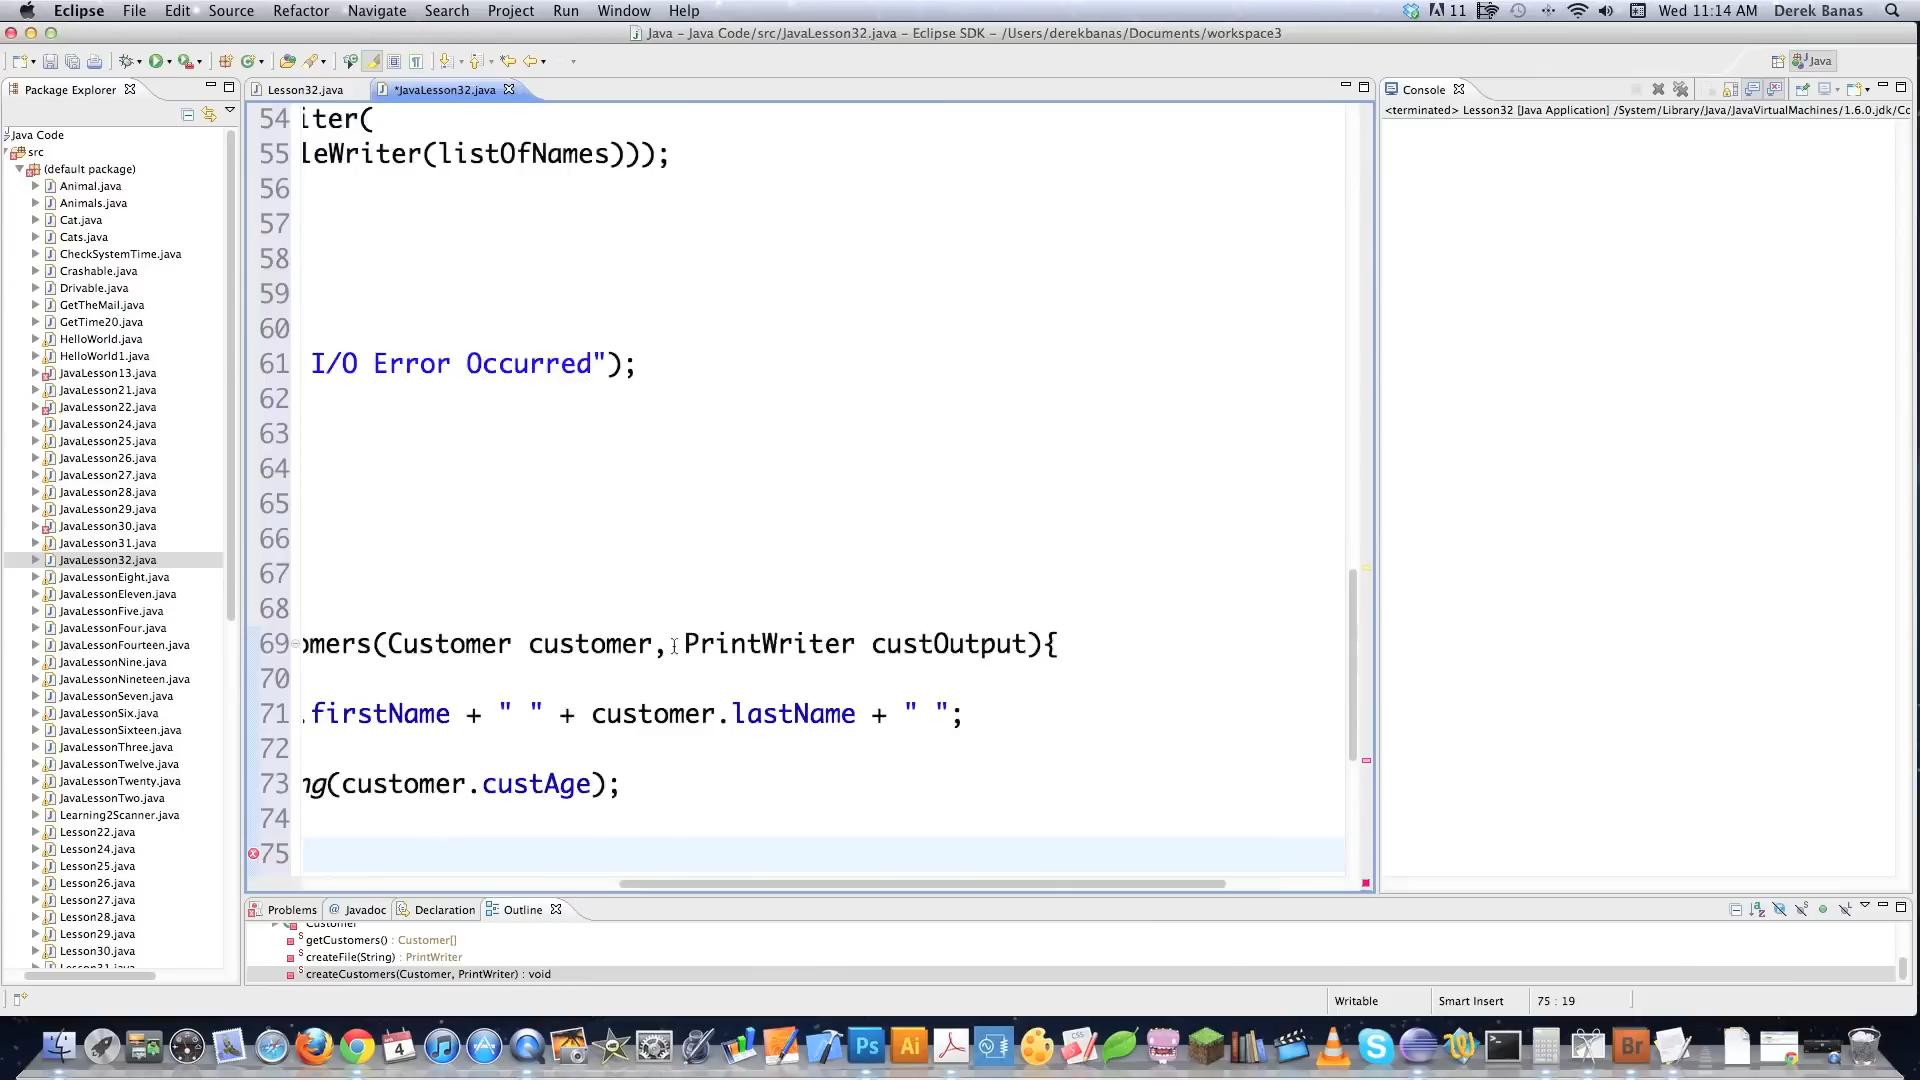 Eclipse File Edit Source Refactor Navigate Search Project Run Window Help
11 Wed 11:14 AM Derek Banas
Java – Java Code/src/JavaLesson32.java – Eclipse SDK – /Users/derekbanas/Documents/workspace3
Java
Package Explorer
Lesson32.java
*JavaLesson32.java
Console
<terminated> Lesson32 [Java Application] /System/Library/Java/JavaVirtualMachines/1.6.0.jdk/Cc
Java Code
src
(default package)
Animal.java
Animals.java
Cat.java
Cats.java
CheckSystemTime.java
Crashable.java
Drivable.java
GetTheMail.java
GetTime20.java
HelloWorld.java
HelloWorld1.java
JavaLesson13.java
JavaLesson21.java
JavaLesson22.java
JavaLesson24.java
JavaLesson25.java
JavaLesson26.java
JavaLesson27.java
JavaLesson28.java
JavaLesson29.java
JavaLesson30.java
JavaLesson31.java
JavaLesson32.java
JavaLessonEight.java
JavaLessonEleven.java
JavaLessonFive.java
JavaLessonFour.java
JavaLessonFourteen.java
JavaLessonNine.java
JavaLessonNineteen.java
JavaLessonSeven.java
JavaLessonSix.java
JavaLessonSixteen.java
JavaLessonThree.java
JavaLessonTwelve.java
JavaLessonTwenty.java
JavaLessonTwo.java
Learning2Scanner.java
Lesson22.java
Lesson24.java
Lesson25.java
Lesson26.java
Lesson27.java
Lesson28.java
Lesson29.java
Lesson30.java
Lesson31.java
54 iter(
55 leWriter(listOfNames)));
56
57
58
59
60
61 I/O Error Occurred");
62
63
64
65
66
67
68
69 omers(Customer customer, PrintWriter custOutput){
70
71 .firstName + " " + customer.lastName + " ";
72
73 ng(customer.custAge);
74
75
Problems @ Javadoc Declaration Outline
Customer
getCustomers() : Customer[]
createFile(String) : PrintWriter
createCustomers(Customer, PrintWriter) : void
Writable Smart Insert 75 : 19
4 Ps Ai Br